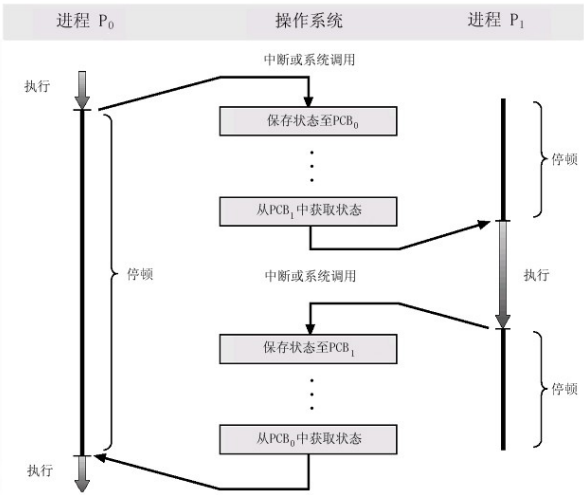 进程 P₀ 操作系统 进程 P₁
中断或系统调用
执行
保存状态至PCB₀
停顿
从PCB₁中获取状态
停顿
中断或系统调用
执行
保存状态至PCB₁
停顿
从PCB₀中获取状态
执行